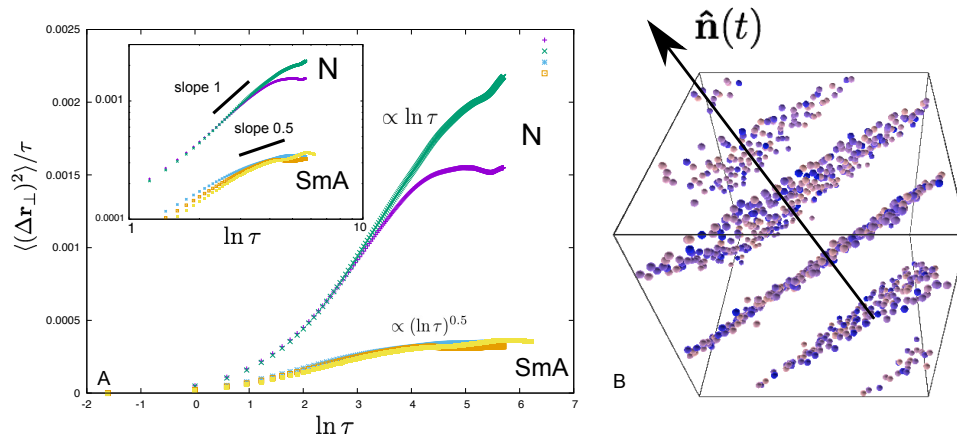 0.0025
0.002
0.0015
0.001
0.0005
0
⟨(Δr⊥)²⟩/τ
-2 -1 0 1 2 3 4 5 6 7
ln τ
A
N
∝ ln τ
∝ (ln τ)^0.5
SmA
0.001
0.0001
1 10
ln τ
slope 1
slope 0.5
N
SmA
n̂(t)
B